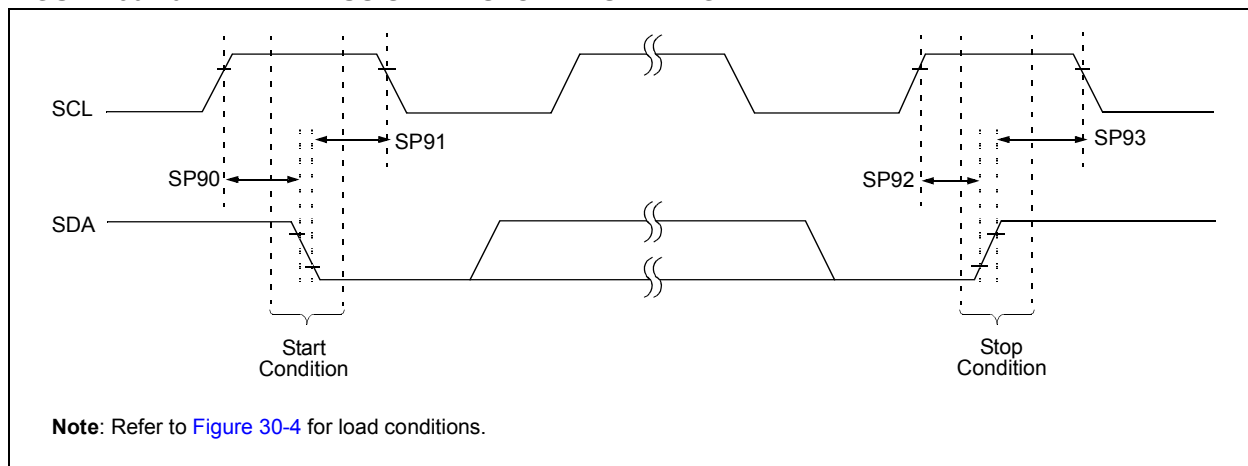 SCL
SP91
SP93
SP90
SP92
SDA
Start
Condition
Stop
Condition
Note: Refer to Figure 30-4 for load conditions.